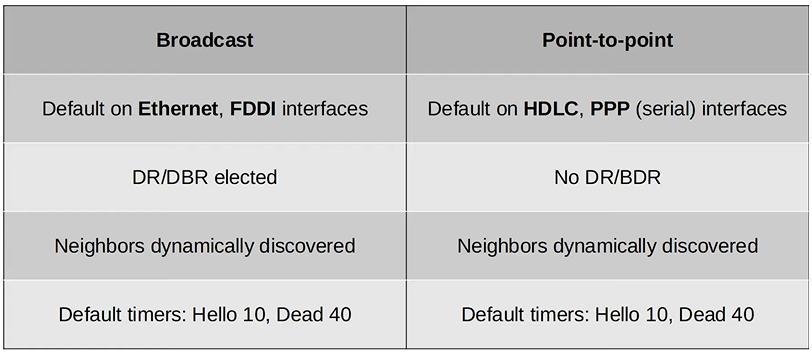 Broadcast
Point-to-point
Default on Ethernet, FDDI interfaces
Default on HDLC, PPP (serial) interfaces
DR/DBR elected
No DR/BDR
Neighbors dynamically discovered
Neighbors dynamically discovered
Default timers: Hello 10, Dead 40
Default timers: Hello 10, Dead 40